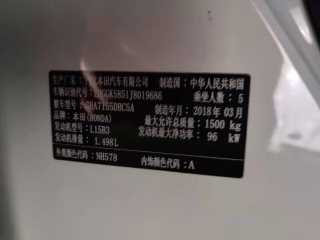 生产厂名: 本田汽车有限公司 制造国: 中华人民共和国
车辆识别代号: 乘坐人数: 5
整车型号: 制造年月: 2018年03月
品牌: 本田(HONDA) 最大允许总质量: 1500 kg
发动机型号: L15B3 发动机最大净功率: 96 kW
发动机排量: 1.498L
外观颜色代码: NH578 内饰颜色代码: A